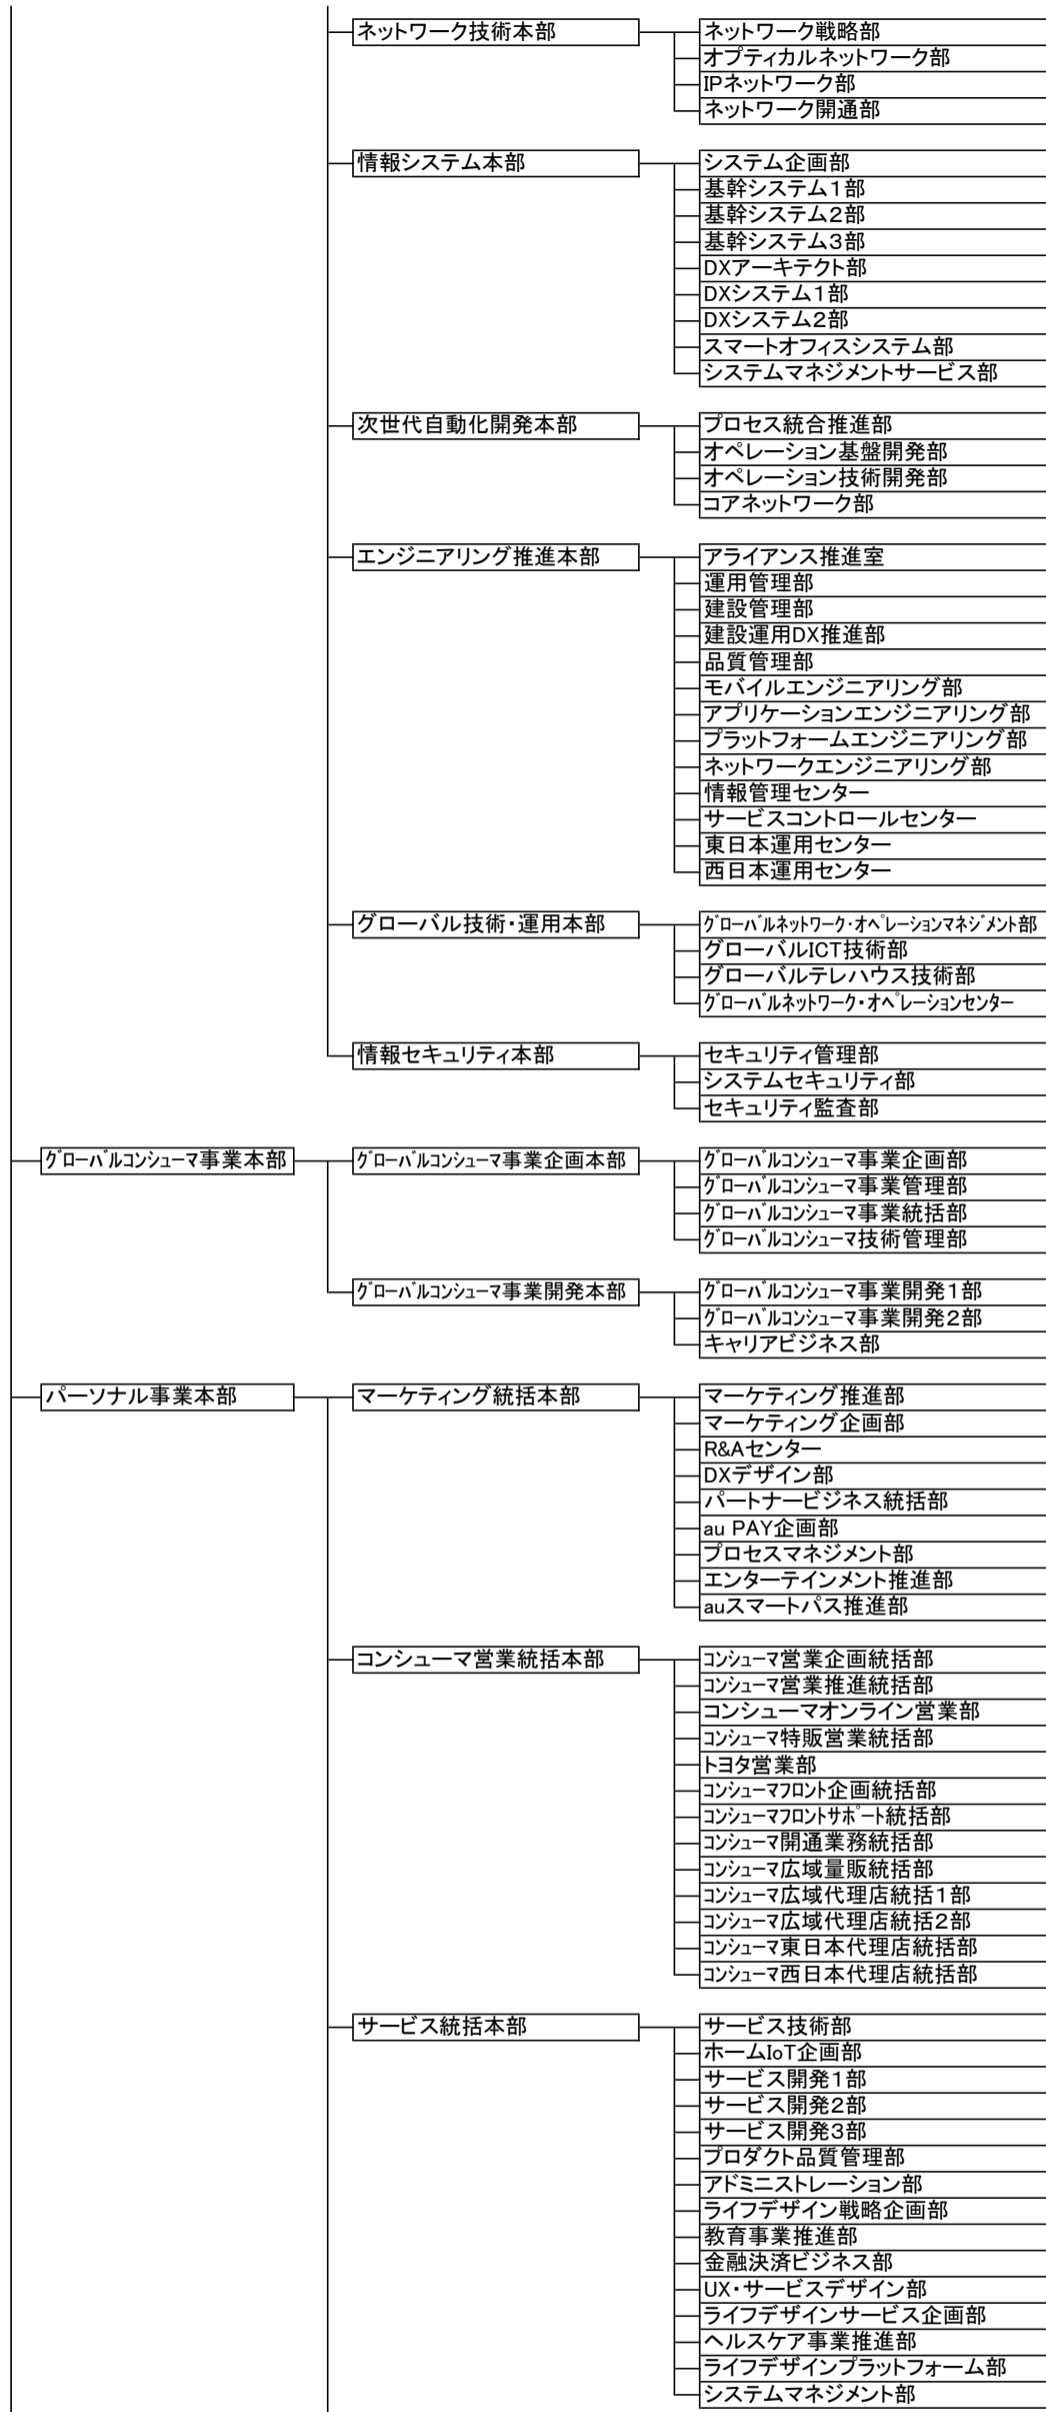 ネットワーク技術本部
ネットワーク戦略部
オプティカルネットワーク部
IPネットワーク部
ネットワーク開通部
情報システム本部
システム企画部
基幹システム1部
基幹システム2部
基幹システム3部
DXアーキテクト部
DXシステム1部
DXシステム2部
スマートオフィスシステム部
システムマネジメントサービス部
次世代自動化開発本部
プロセス統合推進部
オペレーション基盤開発部
オペレーション技術開発部
コアネットワーク部
エンジニアリング推進本部
アライアンス推進室
運用管理部
建設管理部
建設運用DX推進部
品質管理部
モバイルエンジニアリング部
アプリケーションエンジニアリング部
プラットフォームエンジニアリング部
ネットワークエンジニアリング部
情報管理センター
サービスコントロールセンター
東日本運用センター
西日本運用センター
グローバル技術・運用本部
ｸﾞﾛｰﾊﾞﾙﾈｯﾄﾜｰｸ・ｵﾍﾟﾚｰｼｮﾝﾏﾈｼﾞﾒﾝﾄ部
グローバルICT技術部
グローバルテレハウス技術部
ｸﾞﾛｰﾊﾞﾙﾈｯﾄﾜｰｸ・ｵﾍﾟﾚｰｼｮﾝｾﾝﾀｰ
情報セキュリティ本部
セキュリティ管理部
システムセキュリティ部
セキュリティ監査部
ｸﾞﾛｰﾊﾞﾙｺﾝｼｭｰﾏ事業本部
ｸﾞﾛｰﾊﾞﾙｺﾝｼｭｰﾏ事業企画本部
ｸﾞﾛｰﾊﾞﾙｺﾝｼｭｰﾏ事業企画部
ｸﾞﾛｰﾊﾞﾙｺﾝｼｭｰﾏ事業管理部
ｸﾞﾛｰﾊﾞﾙｺﾝｼｭｰﾏ事業統括部
ｸﾞﾛｰﾊﾞﾙｺﾝｼｭｰﾏ技術管理部
ｸﾞﾛｰﾊﾞﾙｺﾝｼｭｰﾏ事業開発本部
ｸﾞﾛｰﾊﾞﾙｺﾝｼｭｰﾏ事業開発1部
ｸﾞﾛｰﾊﾞﾙｺﾝｼｭｰﾏ事業開発2部
キャリアビジネス部
パーソナル事業本部
マーケティング統括本部
マーケティング推進部
マーケティング企画部
R&Aセンター
DXデザイン部
パートナービジネス統括部
au PAY企画部
プロセスマネジメント部
エンターテインメント推進部
auスマートパス推進部
コンシューマ営業統括本部
ｺﾝｼｭｰﾏ営業企画統括部
ｺﾝｼｭｰﾏ営業推進統括部
コンシューマオンライン営業部
ｺﾝｼｭｰﾏ特販営業統括部
トヨタ営業部
ｺﾝｼｭｰﾏﾌﾛﾝﾄ企画統括部
ｺﾝｼｭｰﾏﾌﾛﾝﾄｻﾎﾟｰﾄ統括部
ｺﾝｼｭｰﾏ開通業務統括部
ｺﾝｼｭｰﾏ広域量販統括部
ｺﾝｼｭｰﾏ広域代理店統括1部
ｺﾝｼｭｰﾏ広域代理店統括2部
ｺﾝｼｭｰﾏ東日本代理店統括部
ｺﾝｼｭｰﾏ西日本代理店統括部
サービス統括本部
サービス技術部
ホームIoT企画部
サービス開発1部
サービス開発2部
サービス開発3部
プロダクト品質管理部
アドミニストレーション部
ライフデザイン戦略企画部
教育事業推進部
金融決済ビジネス部
UX・サービスデザイン部
ライフデザインサービス企画部
ヘルスケア事業推進部
ライフデザインプラットフォーム部
システムマネジメント部